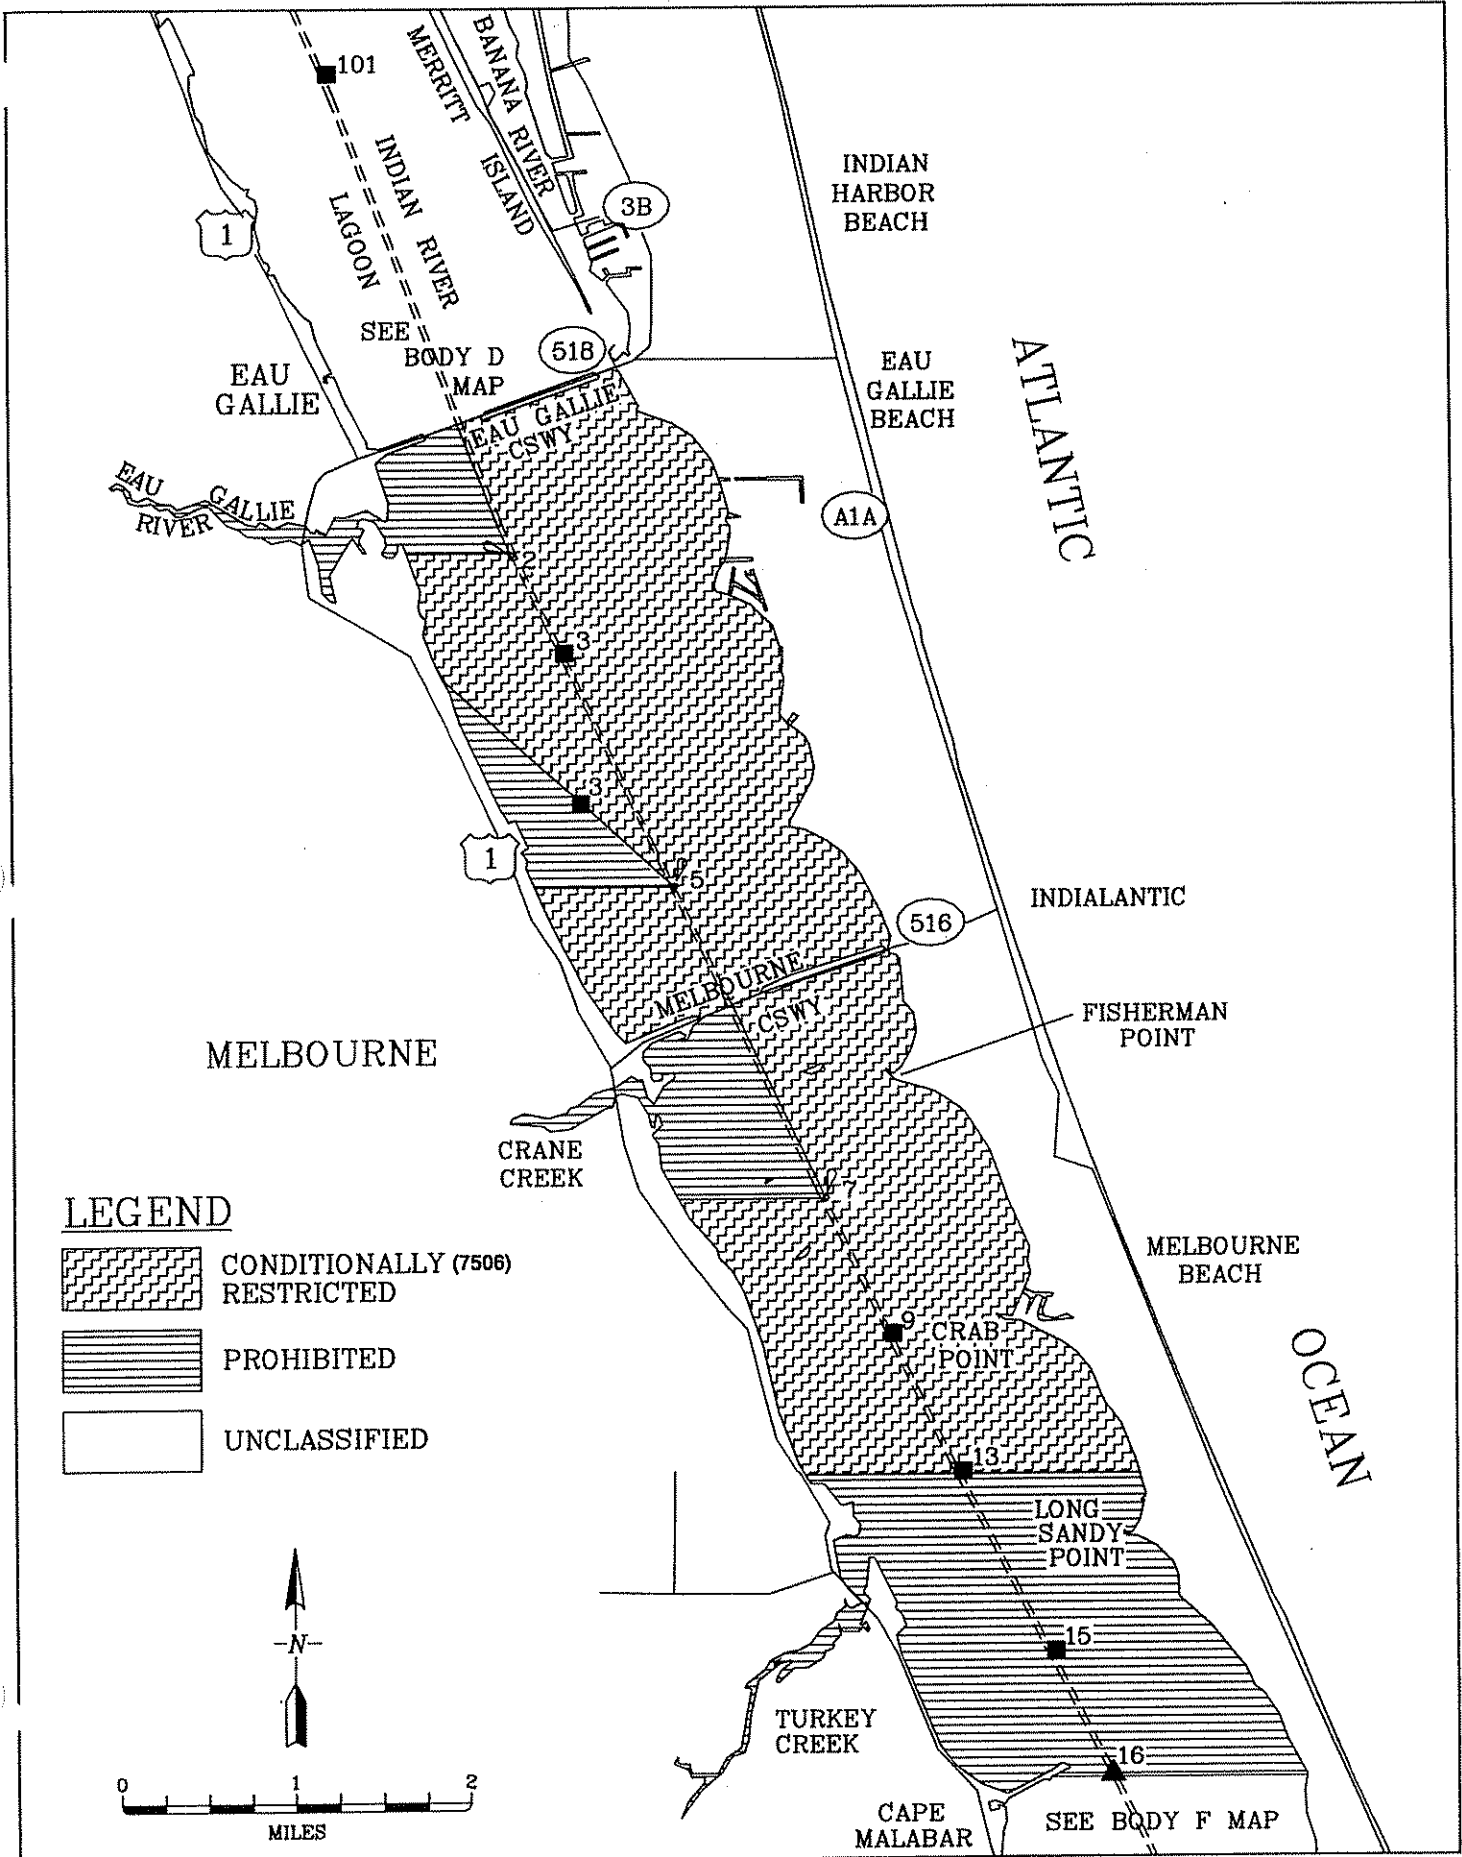 101
MERRITT
ISLAND
BANANA RIVER
INDIAN RIVER
LAGOON
1
3B
INDIAN
HARBOR
BEACH
SEE
BODY D
MAP
518
EAU
GALLIE
EAU
GALLIE
BEACH
EAU GALLIE
CSWY
ATLANTIC
EAU GALLIE
RIVER
A1A
2
3
3
1
5
516
INDIALANTIC
MELBOURNE
CSWY
FISHERMAN
POINT
MELBOURNE
CRANE
CREEK
7
LEGEND
CONDITIONALLY (7506)
RESTRICTED
PROHIBITED
UNCLASSIFIED
MELBOURNE
BEACH
9
CRAB
POINT
OCEAN
13
LONG
SANDY
POINT
15
-N-
TURKEY
CREEK
16
0 1 2
MILES
CAPE
MALABAR
SEE BODY F MAP